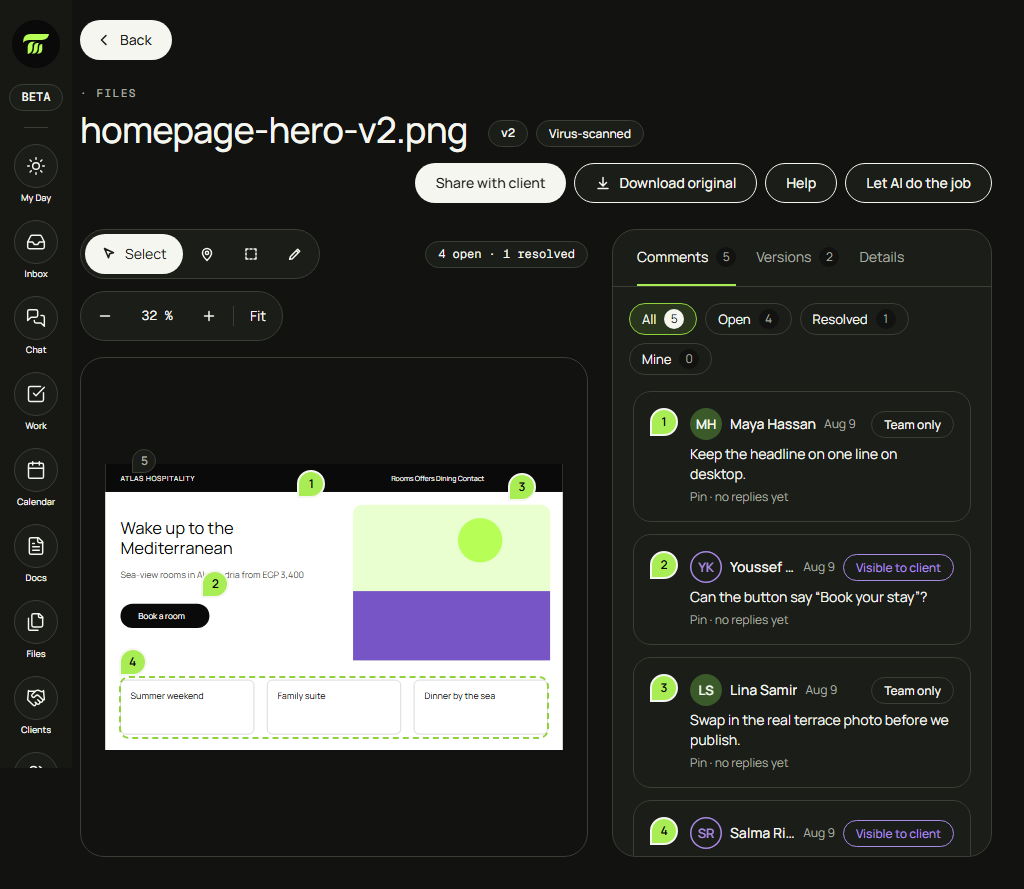 Back
BETA
· FILES
homepage-hero-v2.png
v2
Virus-scanned
Share with client
Download original
Help
Let AI do the job
My Day
Inbox
Chat
Work
Calendar
Docs
Files
Clients
Select
4 open · 1 resolved
32 %
Fit
5
ATLAS HOSPITALITY
1
Rooms Offers Dining Contact
3
Wake up to the
Mediterranean
Sea-view rooms in Al dria from EGP 3,400
2
Book a room
4
Summer weekend
Family suite
Dinner by the sea
Comments 5
Versions 2
Details
All 5
Open 4
Resolved 1
Mine 0
1
MH
Maya Hassan
Aug 9
Team only
Keep the headline on one line on
desktop.
Pin · no replies yet
2
YK
Youssef …
Aug 9
Visible to client
Can the button say “Book your stay”?
Pin · no replies yet
3
LS
Lina Samir
Aug 9
Team only
Swap in the real terrace photo before we
publish.
Pin · no replies yet
4
SR
Salma Ri…
Aug 9
Visible to client